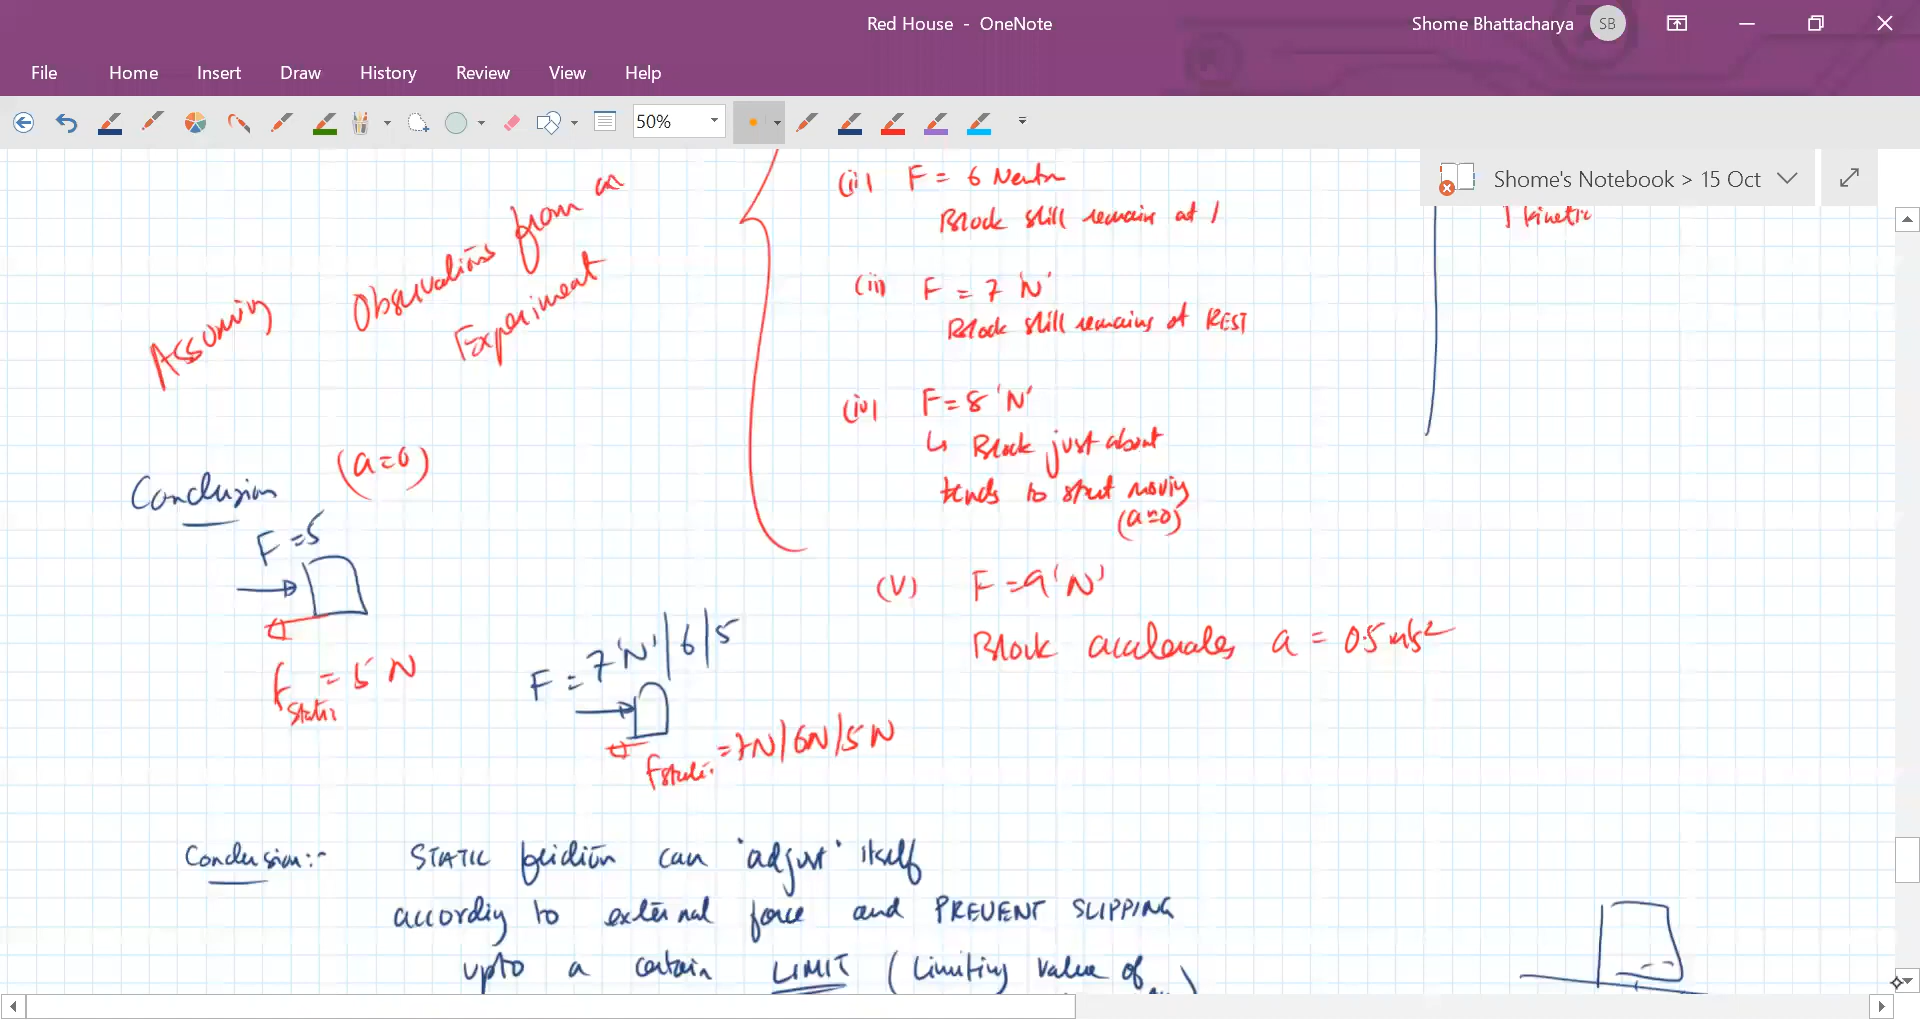 Red House - OneNote
Shome Bhattacharya
SB
File Home Insert Draw History Review View Help
50%
Shome's Notebook > 15 Oct
(ii) F = 6 Newton
Block still remains at
kinetic
Assuming Observations from an
Experiment
(iii) F = 7 'N'
Block still remains at REST
(iv) F = 8 'N'
↳ Block just about
tends to start moving
(a=0)
Conclusion (a=0)
F = 5
f static = 5 N
(V) F = 9 'N'
Block accelerates a = 0.5 m/s²
F = 7 'N' | 6 | 5
f static = 7N | 6N | 5N
Conclusion:- STATIC friction can 'adjust' itself
according to external force and PREVENT SLIPPING
upto a certain LIMIT (Limiting value of